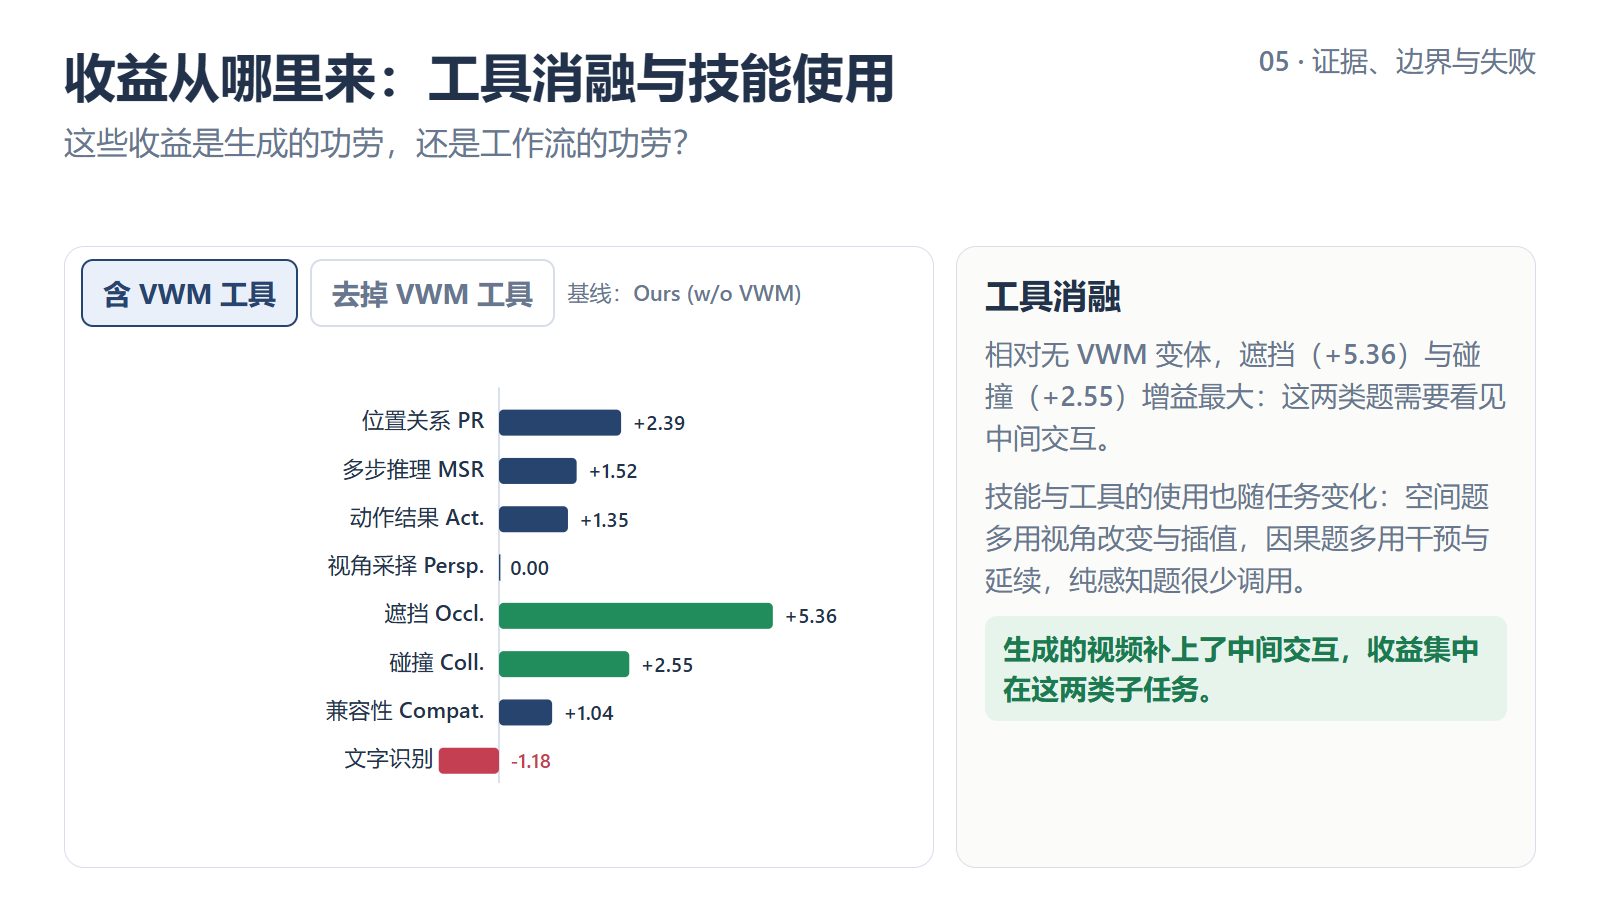 收益从哪里来：工具消融与技能使用
05 · 证据、边界与失败
这些收益是生成的功劳，还是工作流的功劳？
含 VWM 工具
去掉 VWM 工具
基线：Ours (w/o VWM)
位置关系 PR +2.39
多步推理 MSR +1.52
动作结果 Act. +1.35
视角采择 Persp. 0.00
遮挡 Occl. +5.36
碰撞 Coll. +2.55
兼容性 Compat. +1.04
文字识别 -1.18
工具消融
相对无 VWM 变体，遮挡（+5.36）与碰
撞（+2.55）增益最大：这两类题需要看见
中间交互。
技能与工具的使用也随任务变化：空间题
多用视角改变与插值，因果题多用干预与
延续，纯感知题很少调用。
生成的视频补上了中间交互，收益集中
在这两类子任务。